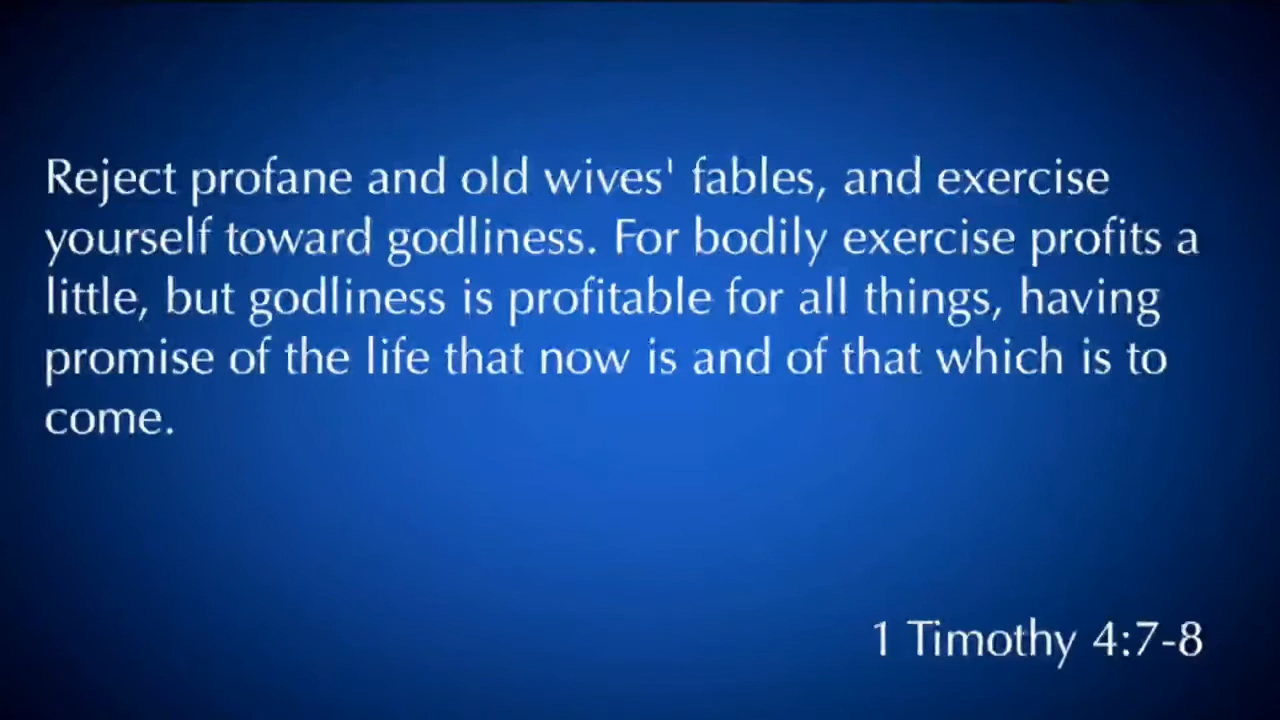 Reject profane and old wives' fables, and exercise
yourself toward godliness. For bodily exercise profits a
little, but godliness is profitable for all things, having
promise of the life that now is and of that which is to
come.
1 Timothy 4:7-8